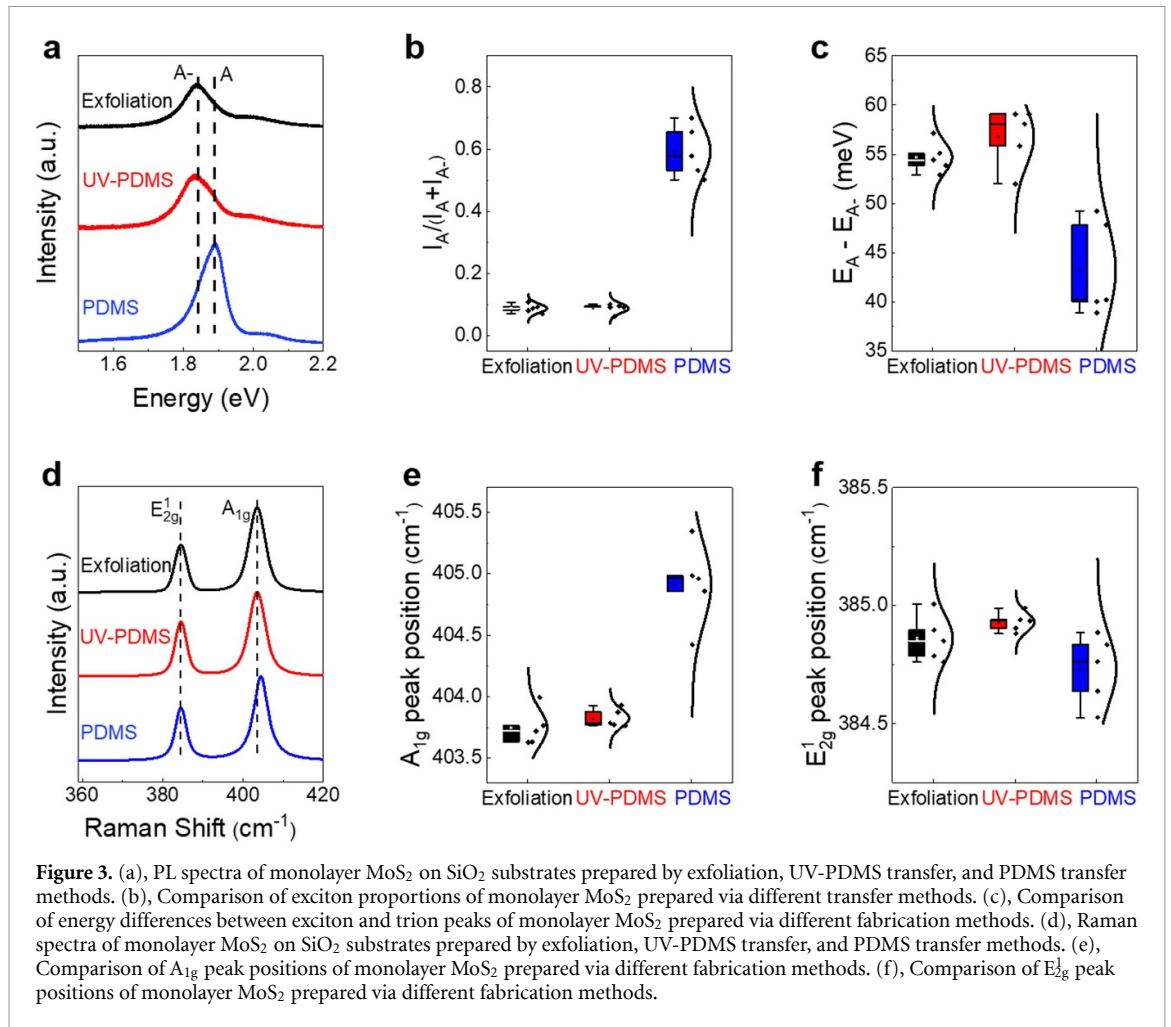 a
A- A
Exfoliation
UV-PDMS
PDMS
Intensity (a.u.)
1.6 1.8 2.0 2.2
Energy (eV)
b
0.8
0.6
0.4
0.2
0.0
I_A/(I_A+I_A-)
Exfoliation UV-PDMS PDMS
c
65
60
55
50
45
40
35
E_A - E_A- (meV)
Exfoliation UV-PDMS PDMS
d
E¹₂g A₁g
Exfoliation
UV-PDMS
PDMS
Intensity (a.u.)
360 380 400 420
Raman Shift (cm⁻¹)
e
405.5
405.0
404.5
404.0
403.5
A₁g peak position (cm⁻¹)
Exfoliation UV-PDMS PDMS
f
385.5
385.0
384.5
E¹₂g peak position (cm⁻¹)
Exfoliation UV-PDMS PDMS
Figure 3. (a), PL spectra of monolayer MoS₂ on SiO₂ substrates prepared by exfoliation, UV-PDMS transfer, and PDMS transfer
methods. (b), Comparison of exciton proportions of monolayer MoS₂ prepared via different transfer methods. (c), Comparison
of energy differences between exciton and trion peaks of monolayer MoS₂ prepared via different fabrication methods. (d), Raman
spectra of monolayer MoS₂ on SiO₂ substrates prepared by exfoliation, UV-PDMS transfer, and PDMS transfer methods. (e),
Comparison of A₁g peak positions of monolayer MoS₂ prepared via different fabrication methods. (f), Comparison of E¹₂g peak
positions of monolayer MoS₂ prepared via different fabrication methods.